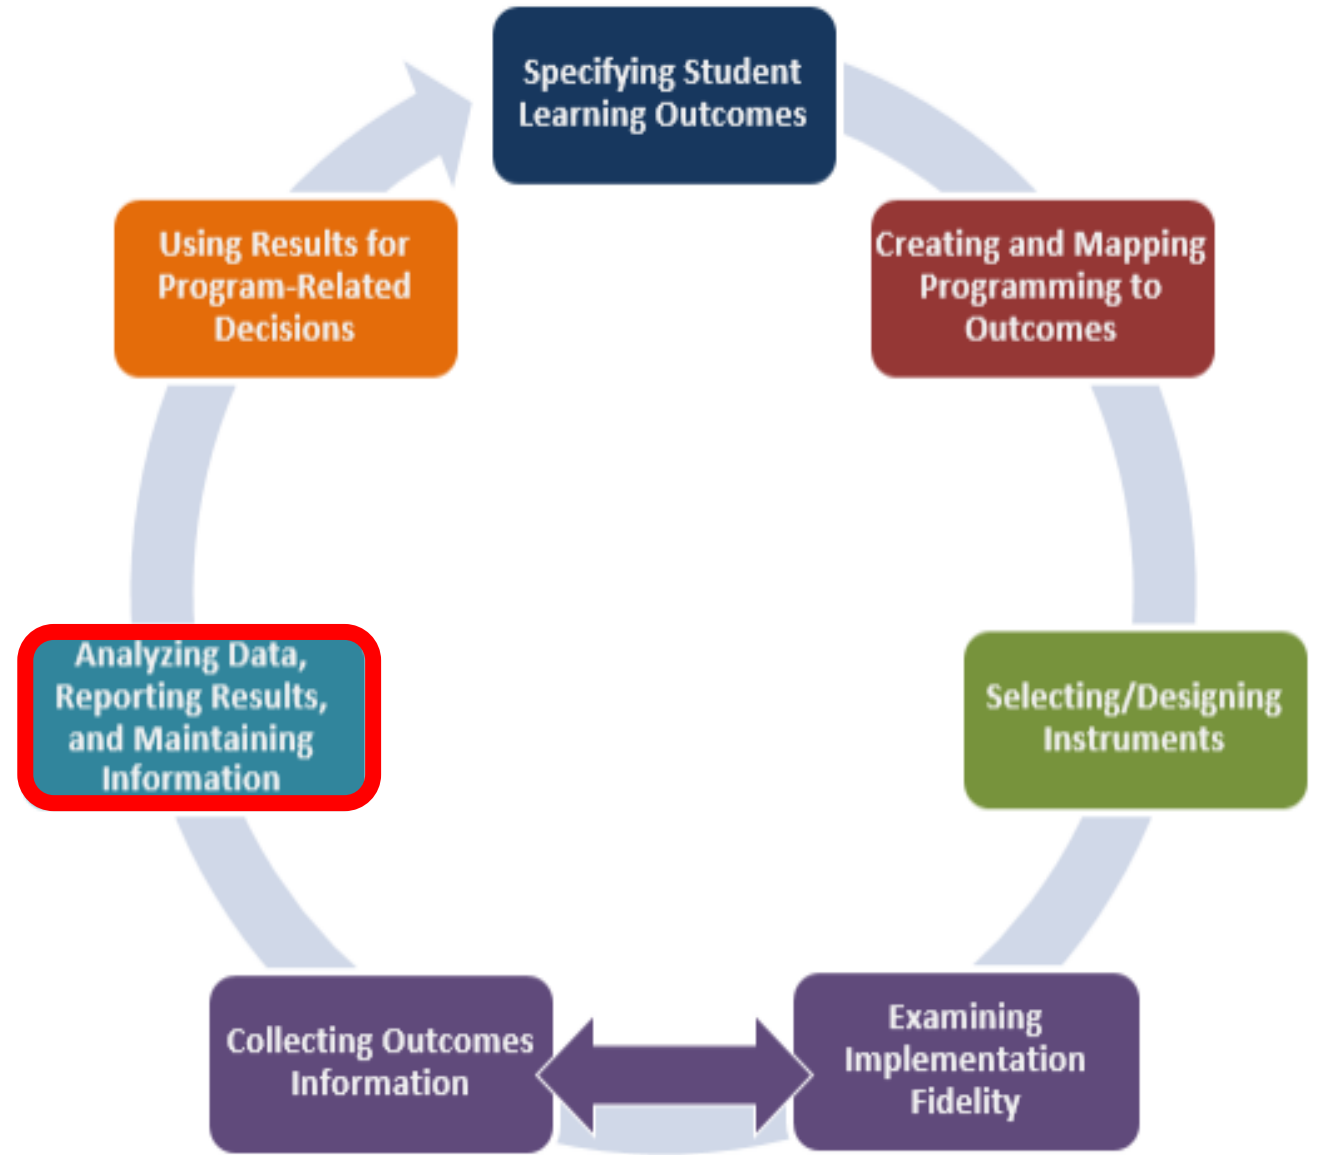 Specifying Student
Learning Outcomes
Creating and Mapping
Programming to
Outcomes
Selecting/Designing
Instruments
Examining
Implementation
Fidelity
Collecting Outcomes
Information
Analyzing Data,
Reporting Results,
and Maintaining
Information
Using Results for
Program-Related
Decisions